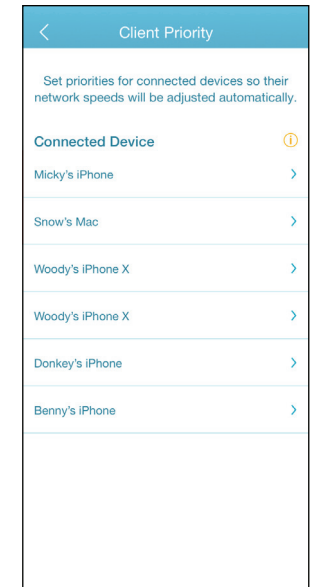 Client Priority
Set priorities for connected devices so their
network speeds will be adjusted automatically.
Connected Device
Micky's iPhone
Snow's Mac
Woody's iPhone X
Woody's iPhone X
Donkey's iPhone
Benny's iPhone